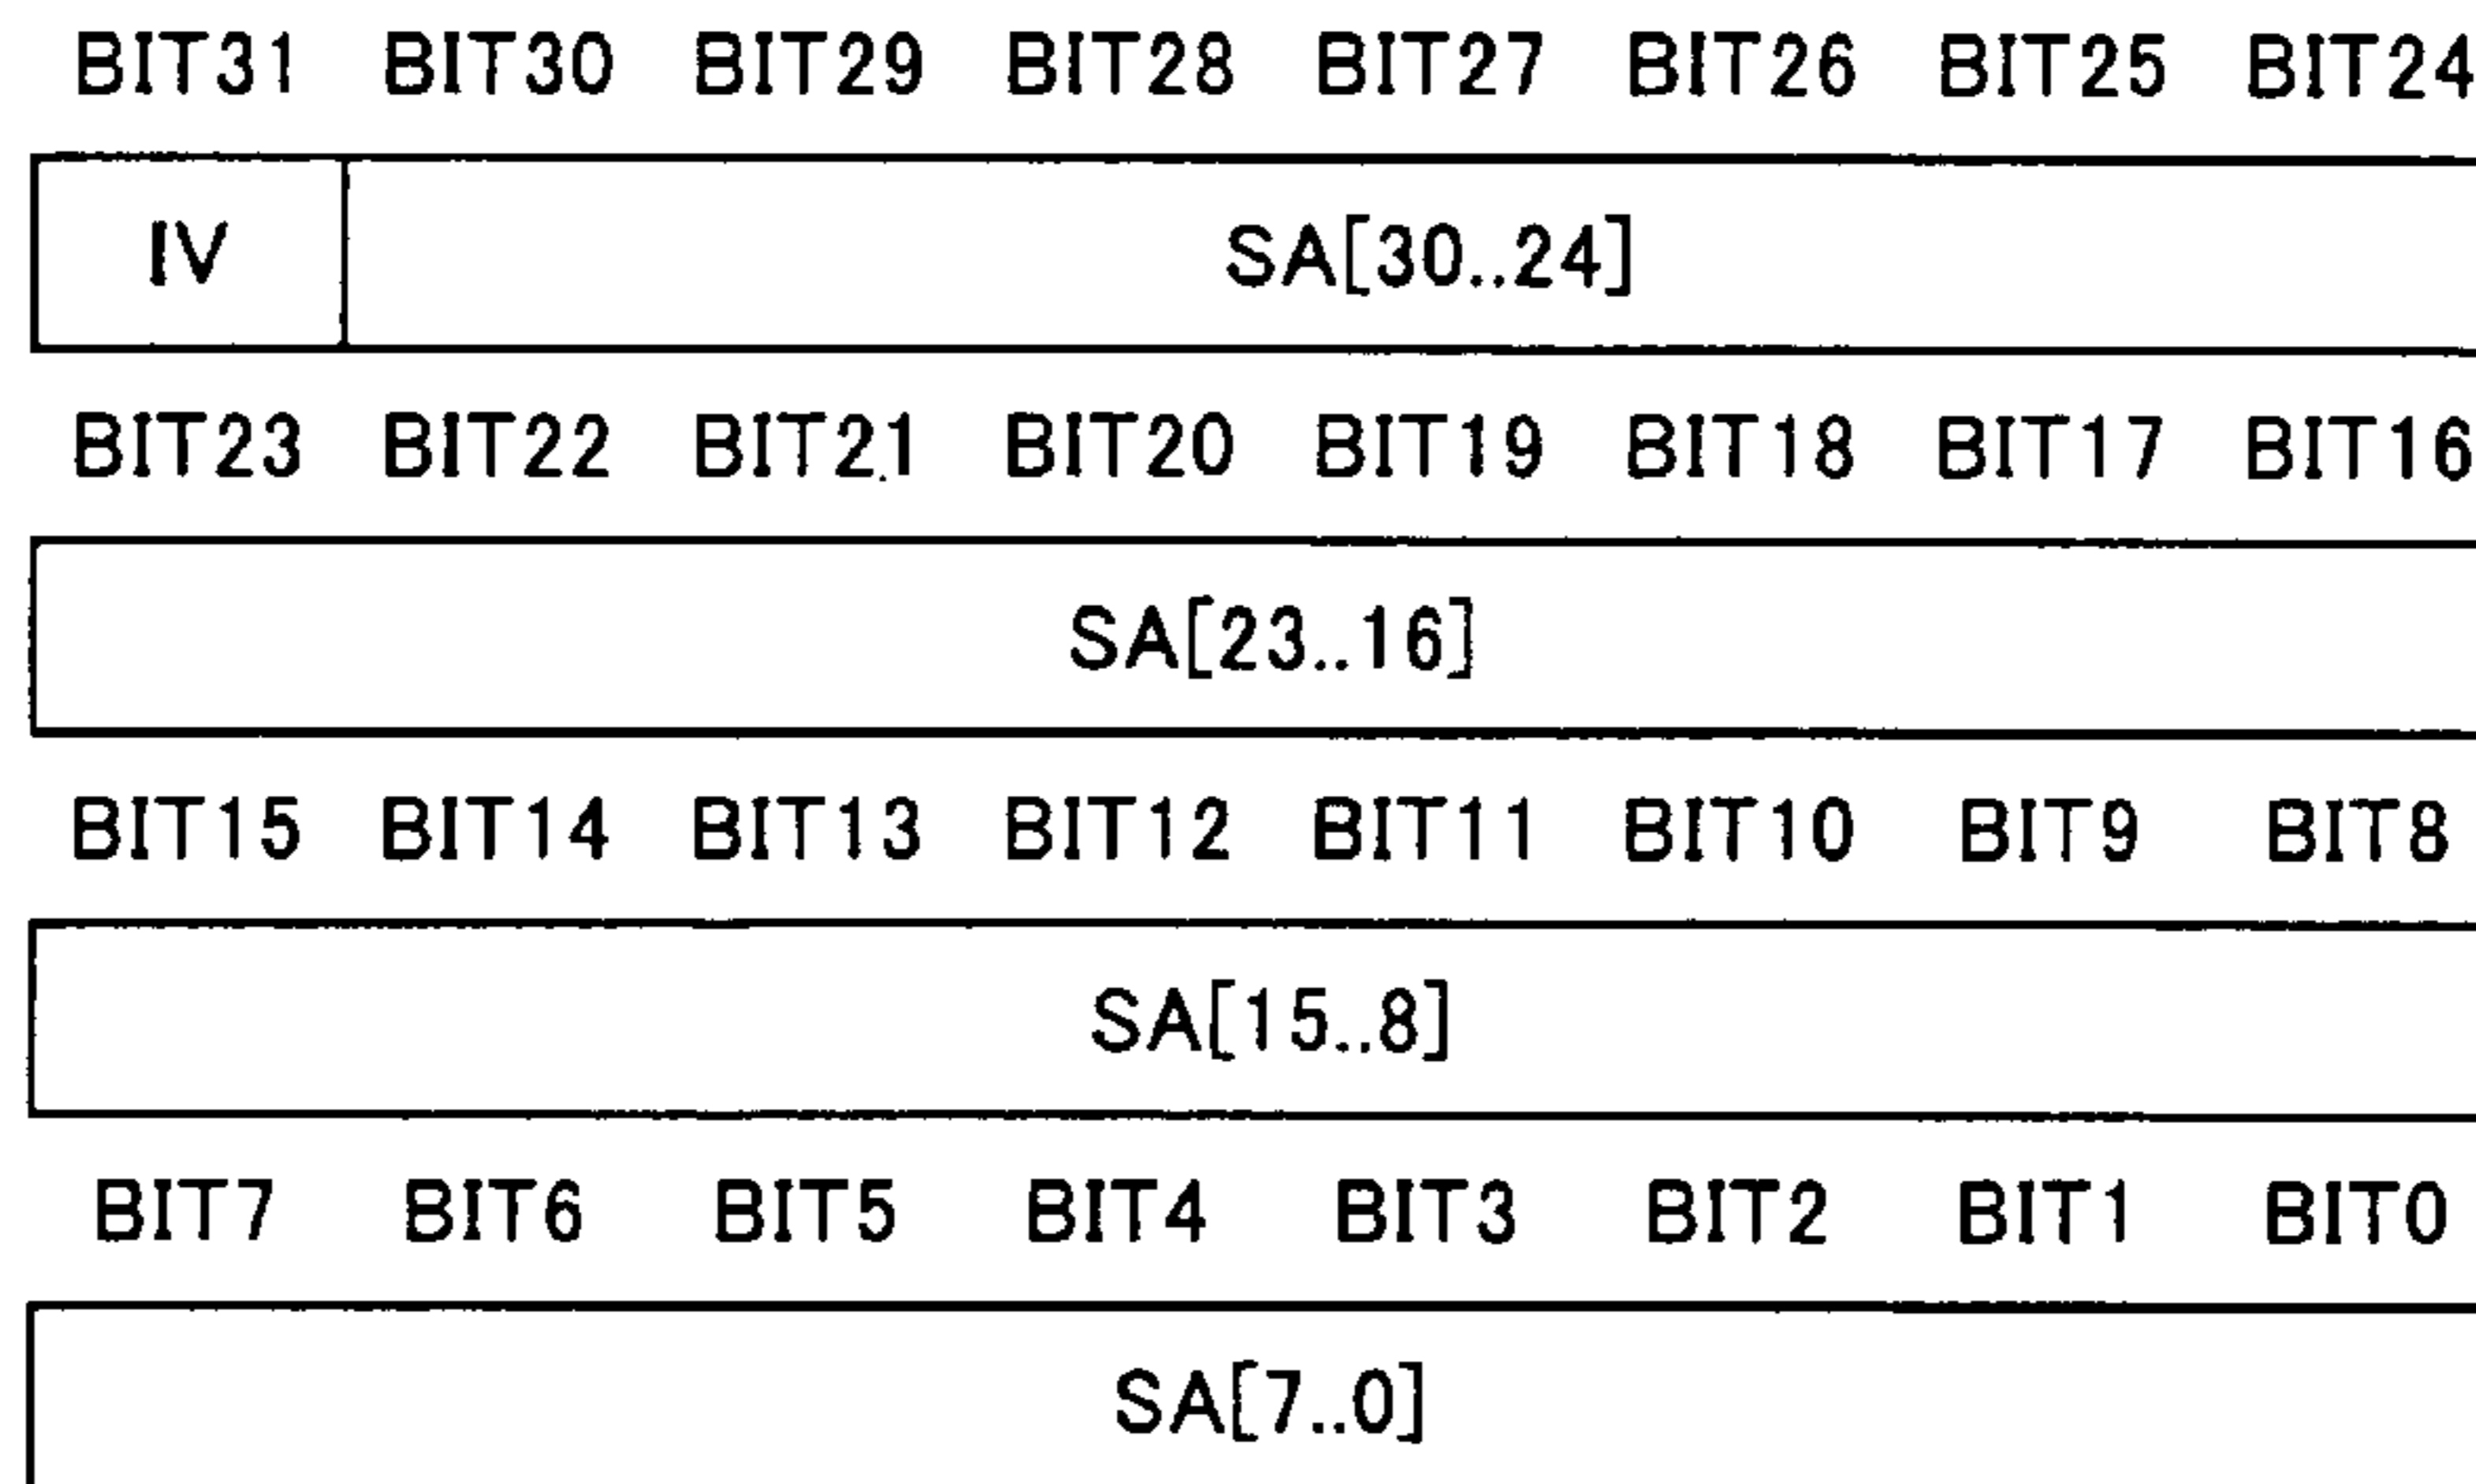 BIT31 BIT30 BIT29 BIT28 BIT27 BIT26 BIT25 BIT24
IV SA[30..24]
BIT23 BIT22 BIT21 BIT20 BIT19 BIT18 BIT17 BIT16
SA[23..16]
BIT15 BIT14 BIT13 BIT12 BIT11 BIT10 BIT9 BIT8
SA[15..8]
BIT7 BIT6 BIT5 BIT4 BIT3 BIT2 BIT1 BIT0
SA[7..0]